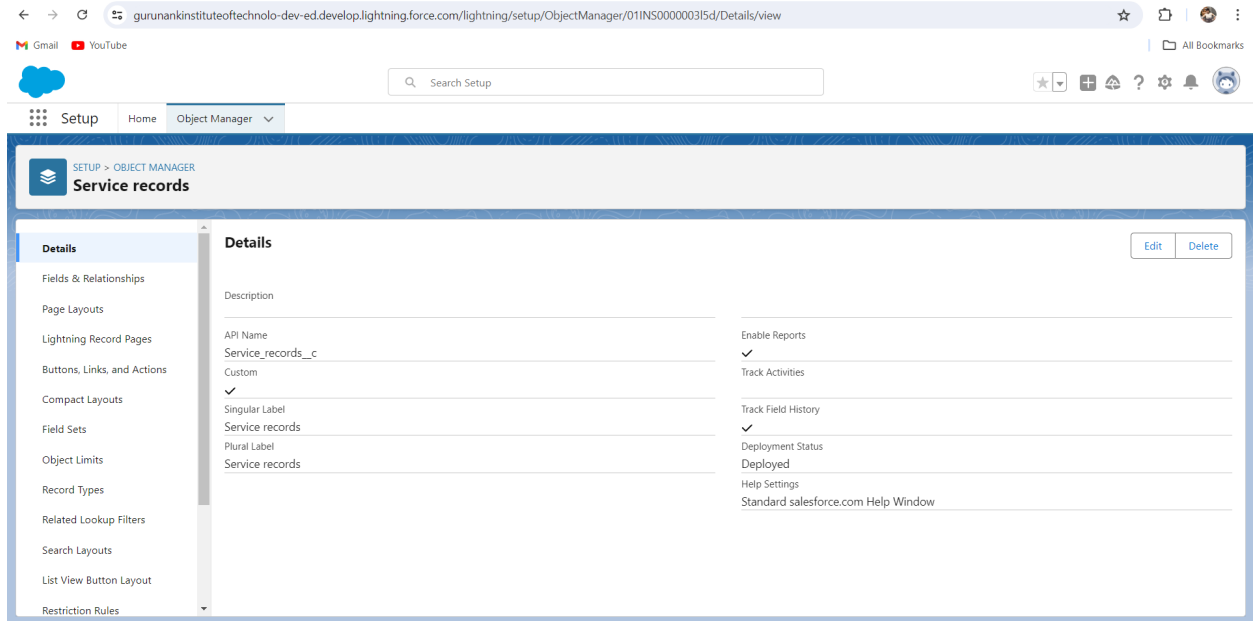 gurunankinstituteoftechnolo-dev-ed.develop.lightning.force.com/lightning/setup/ObjectManager/01INS0000003l5d/Details/view
Gmail YouTube All Bookmarks
Search Setup
Setup Home Object Manager
SETUP > OBJECT MANAGER
Service records
Details
Fields & Relationships
Page Layouts
Lightning Record Pages
Buttons, Links, and Actions
Compact Layouts
Field Sets
Object Limits
Record Types
Related Lookup Filters
Search Layouts
List View Button Layout
Restriction Rules
Details
Edit Delete
Description
API Name
Service_records__c
Custom
Singular Label
Service records
Plural Label
Service records
Enable Reports
Track Activities
Track Field History
Deployment Status
Deployed
Help Settings
Standard salesforce.com Help Window